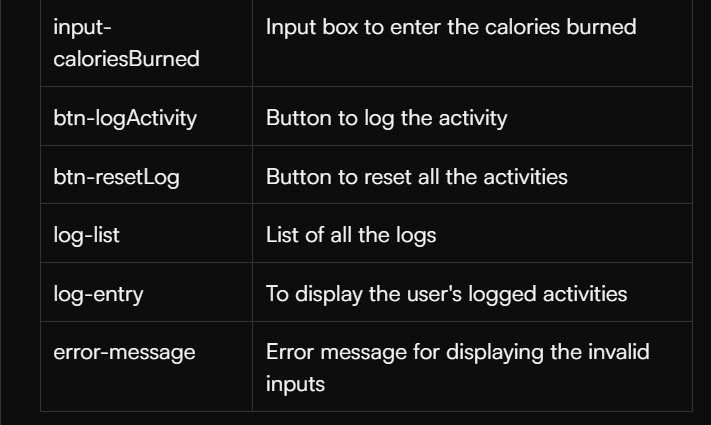 input-
caloriesBurned
Input box to enter the calories burned
btn-logActivity
Button to log the activity
btn-resetLog
Button to reset all the activities
log-list
List of all the logs
log-entry
To display the user's logged activities
error-message
Error message for displaying the invalid
inputs